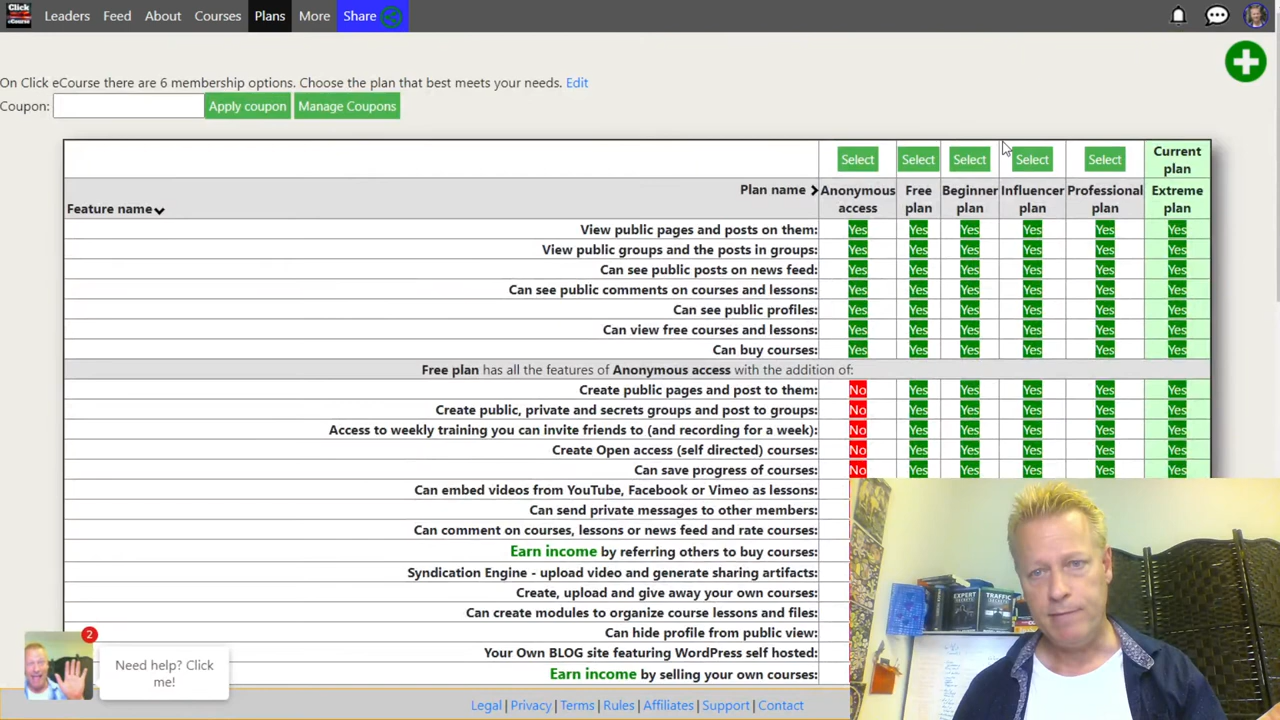 Click
eCourse
Leaders Feed About Courses Plans More Share
On Click eCourse there are 6 membership options. Choose the plan that best meets your needs. Edit
Coupon: Apply coupon Manage Coupons
Select Select Select Select Select Current plan
Feature name Plan name Anonymous access Free plan Beginner plan Influencer plan Professional plan Extreme plan
View public pages and posts on them: Yes Yes Yes Yes Yes Yes
View public groups and the posts in groups: Yes Yes Yes Yes Yes Yes
Can see public posts on news feed: Yes Yes Yes Yes Yes Yes
Can see public comments on courses and lessons: Yes Yes Yes Yes Yes Yes
Can see public profiles: Yes Yes Yes Yes Yes Yes
Can view free courses and lessons: Yes Yes Yes Yes Yes Yes
Can buy courses: Yes Yes Yes Yes Yes Yes
Free plan has all the features of Anonymous access with the addition of:
Create public pages and post to them: No Yes Yes Yes Yes Yes
Create public, private and secrets groups and post to groups: No Yes Yes Yes Yes Yes
Access to weekly training you can invite friends to (and recording for a week): No Yes Yes Yes Yes Yes
Create Open access (self directed) courses: No Yes Yes Yes Yes Yes
Can save progress of courses: No Yes Yes Yes Yes Yes
Can embed videos from YouTube, Facebook or Vimeo as lessons:
Can send private messages to other members:
Can comment on courses, lessons or news feed and rate courses:
Earn income by referring others to buy courses:
Syndication Engine - upload video and generate sharing artifacts:
Create, upload and give away your own courses:
Can create modules to organize course lessons and files:
Can hide profile from public view:
Your Own BLOG site featuring WordPress self hosted:
Earn income by selling your own courses:
EXPERT
SECRETS
TRAFFIC
SECRETS
2
Need help? Click
me!
Legal | Privacy | Terms | Rules | Affiliates | Support | Contact